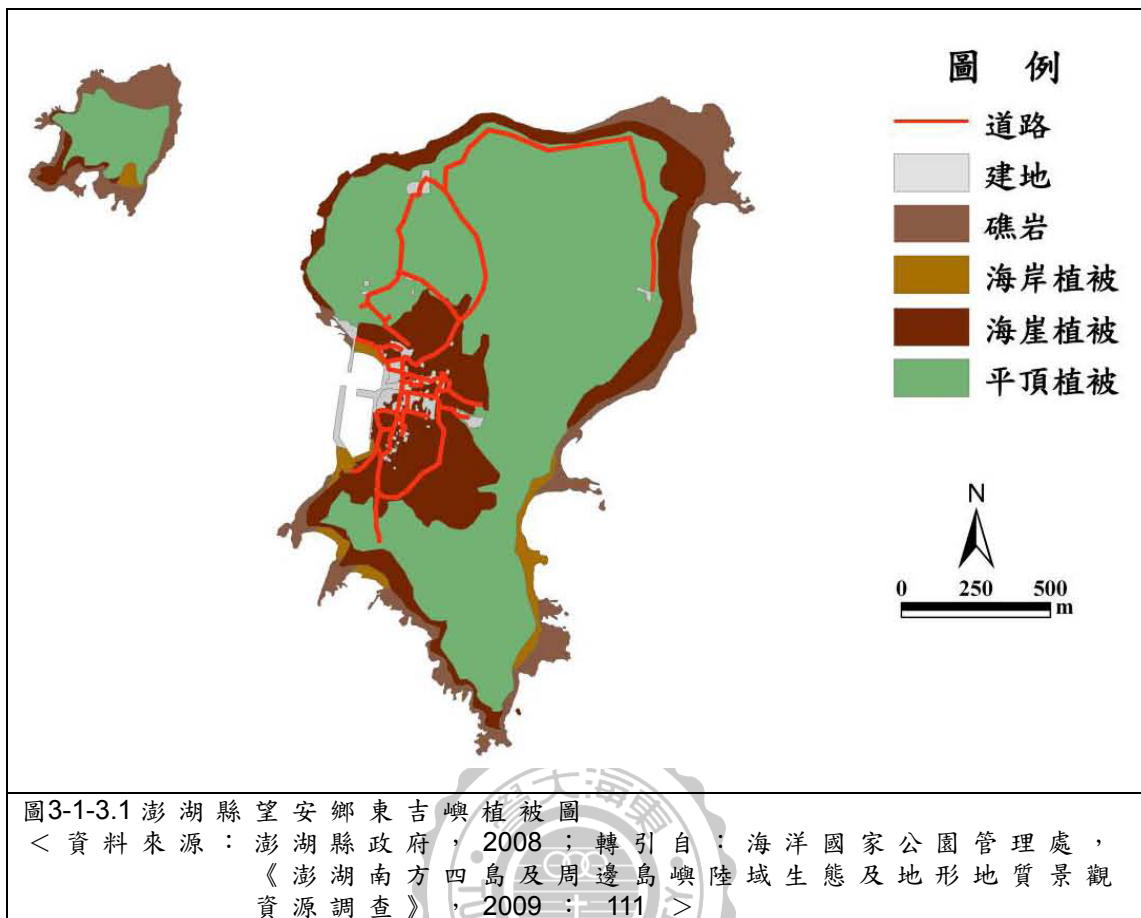 圖 例
道路
建地
礁岩
海岸植被
海崖植被
平頂植被
N
0 250 500
m
圖3-1-3.1 澎湖縣望安鄉東吉嶼植被圖
<資料來源：澎湖縣政府，2008；轉引自：海洋國家公園管理處，
《澎湖南方四島及周邊島嶼陸域生態及地形地質景觀
資源調查》，2009：111>
學大海東